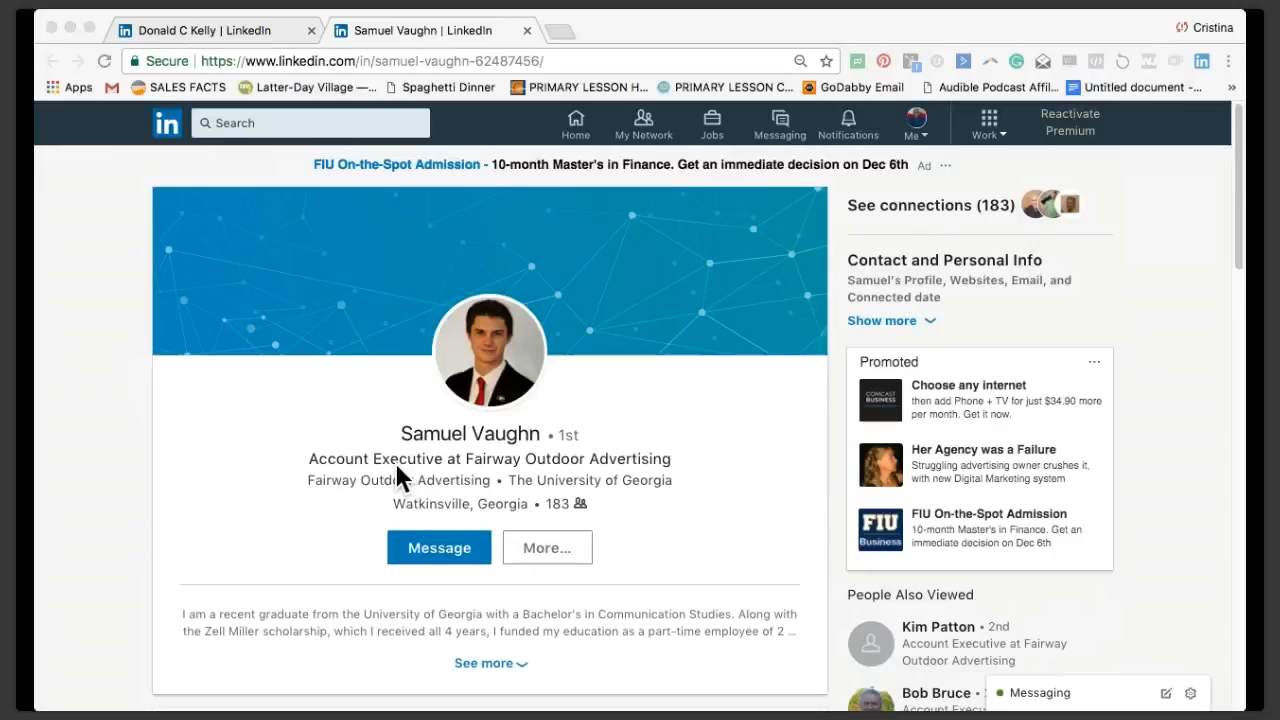 Donald C Kelly | LinkedIn
Samuel Vaughn | LinkedIn
Cristina
Secure
https://www.linkedin.com/in/samuel-vaughn-62487456/
Apps
SALES FACTS
Latter-Day Village —...
Spaghetti Dinner
PRIMARY LESSON H...
PRIMARY LESSON C...
GoDabby Email
Audible Podcast Affil...
Untitled document -...
»
in
Search
Home
My Network
Jobs
Messaging
Notifications
Me
Work
Reactivate
Premium
FIU On-the-Spot Admission - 10-month Master's in Finance. Get an immediate decision on Dec 6th Ad ...
Samuel Vaughn • 1st
Account Executive at Fairway Outdoor Advertising
Advertising • The University of Georgia
Watkinsville, Georgia • 183
Message
More...
I am a recent graduate from the University of Georgia with a Bachelor's in Communication Studies. Along with
the Zell Miller scholarship, which I received all 4 years, I funded my education as a part-time employee of 2 ...
See more
See connections (183)
Contact and Personal Info
Samuel's Profile, Websites, Email, and
Connected date
Show more
Promoted
...
COMCAST
BUSINESS
Choose any internet
then add Phone + TV for just $34.90 more
per month. Get it now.
Her Agency was a Failure
Struggling advertising owner crushes it,
with new Digital Marketing system
FIU
Business
FIU On-the-Spot Admission
10-month Master's in Finance. Get an
immediate decision on Dec 6th
People Also Viewed
Kim Patton • 2nd
Account Executive at Fairway
Outdoor Advertising
Bob Bruce •
Messaging